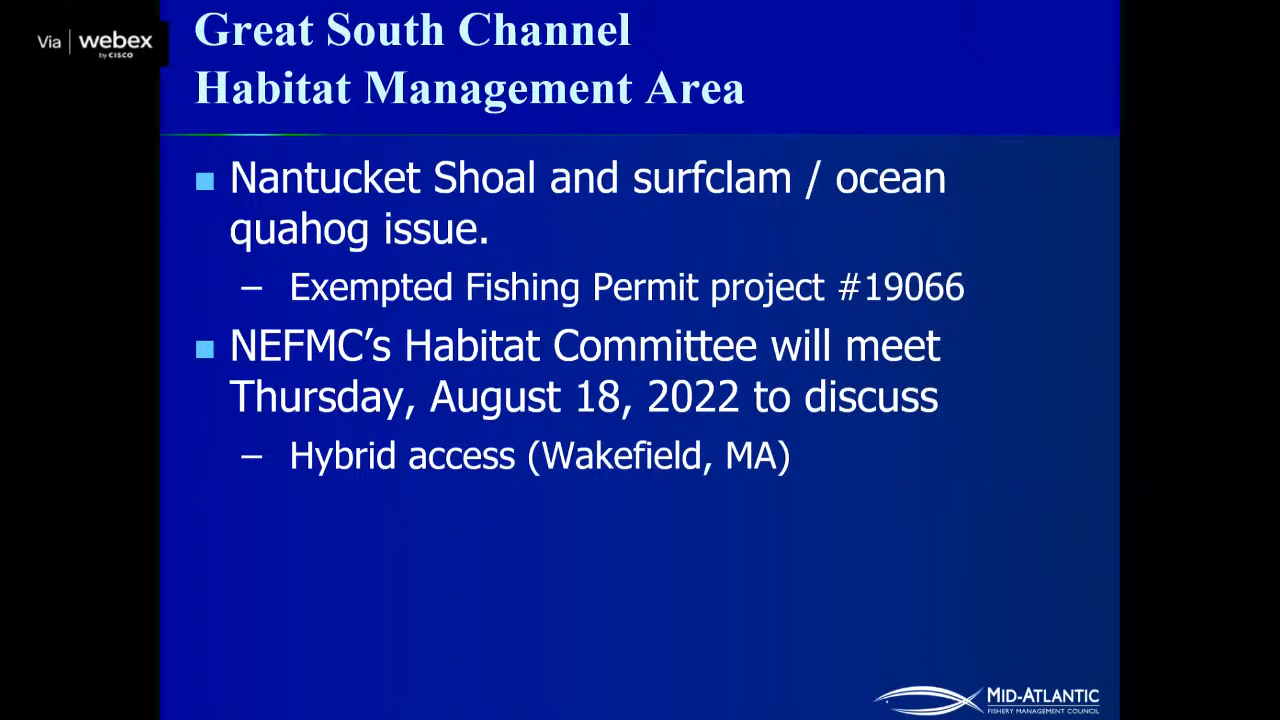 Via webex
by CISCO
Great South Channel
Habitat Management Area
■ Nantucket Shoal and surfclam / ocean
quahog issue.
– Exempted Fishing Permit project #19066
■ NEFMC’s Habitat Committee will meet
Thursday, August 18, 2022 to discuss
– Hybrid access (Wakefield, MA)
MID-ATLANTIC
FISHERY MANAGEMENT COUNCIL